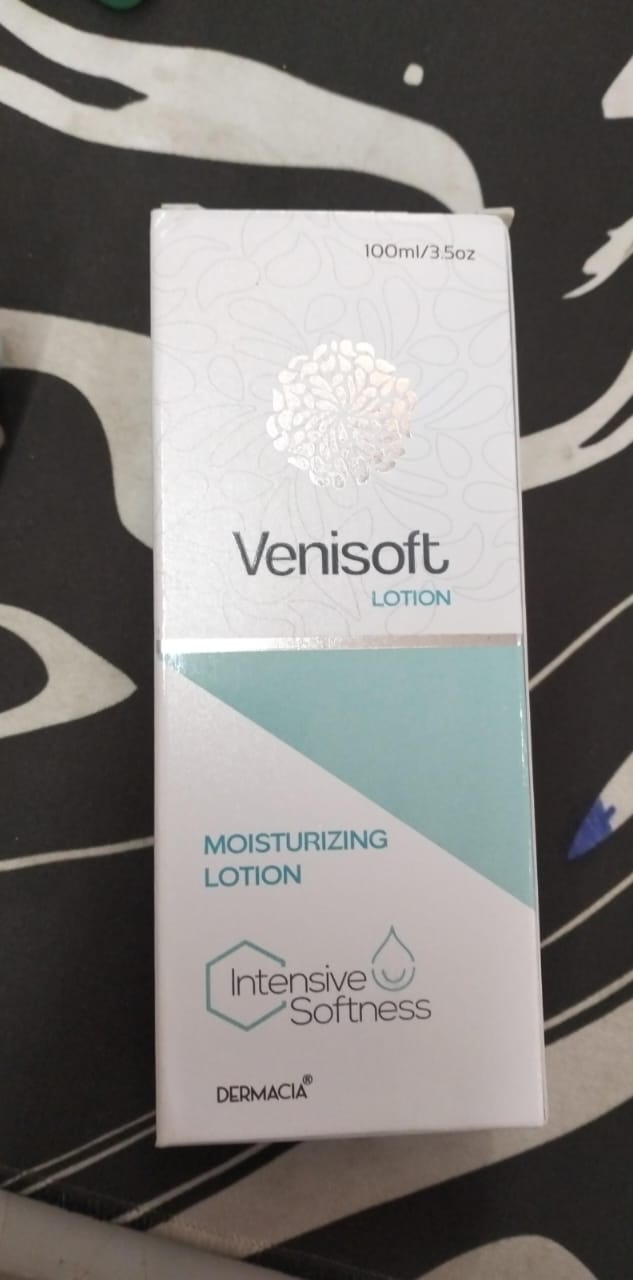 100ml/3.5oz
Venisoft
LOTION
MOISTURIZING
LOTION
Intensive
Softness
DERMACIA®